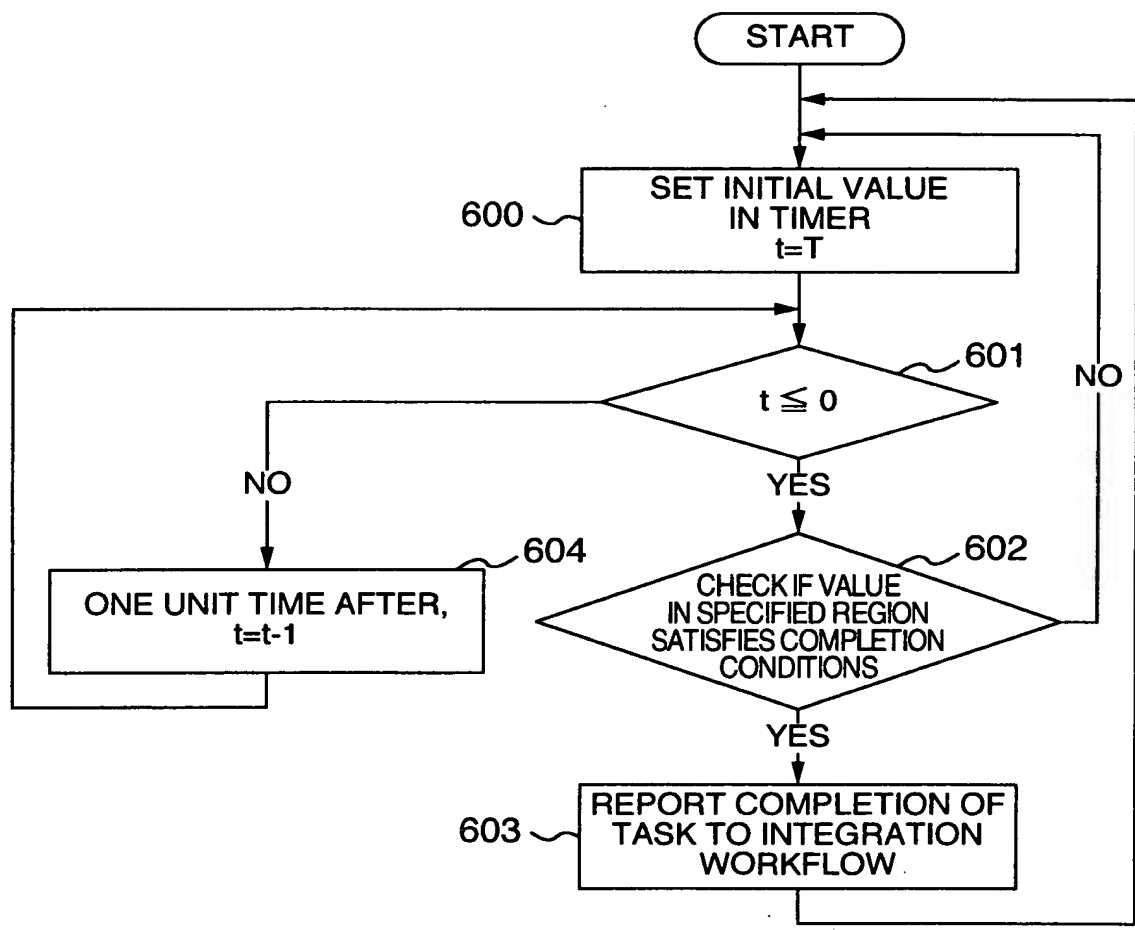 START
SET INITIAL VALUE
IN TIMER
t=T
600
601
t ≦ 0
NO
NO
YES
604
ONE UNIT TIME AFTER,
t=t-1
602
CHECK IF VALUE
IN SPECIFIED REGION
SATISFIES COMPLETION
CONDITIONS
YES
603
REPORT COMPLETION OF
TASK TO INTEGRATION
WORKFLOW